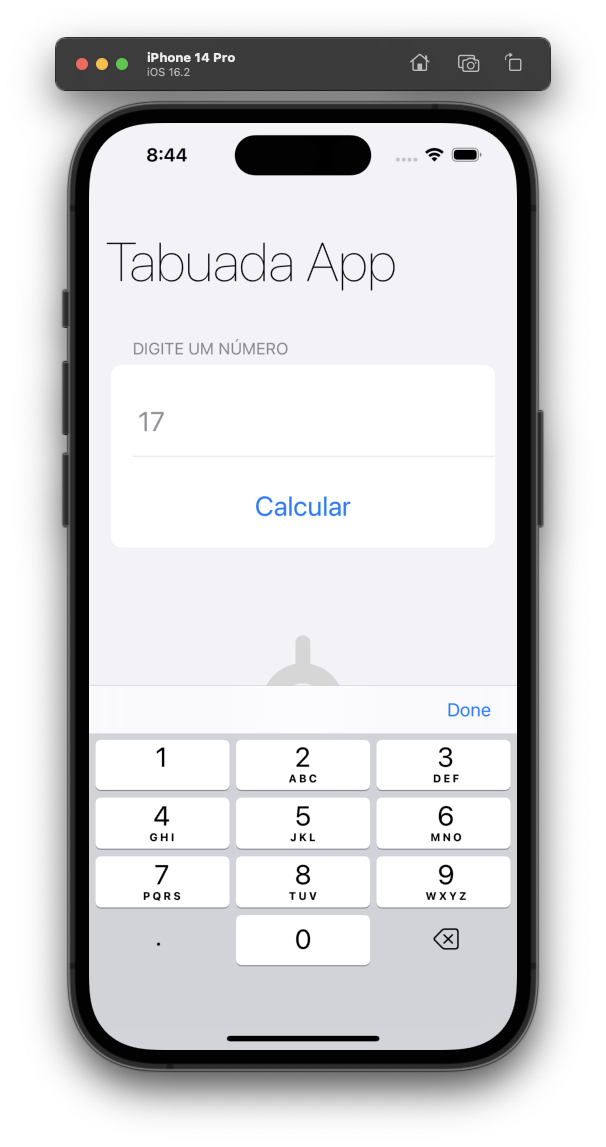 iPhone 14 Pro
iOS 16.2
8:44
Tabuada App
DIGITE UM NÚMERO
17
Calcular
Done
1 2 3
ABC DEF
4 5 6
GHI JKL MNO
7 8 9
PQRS TUV WXYZ
. 0